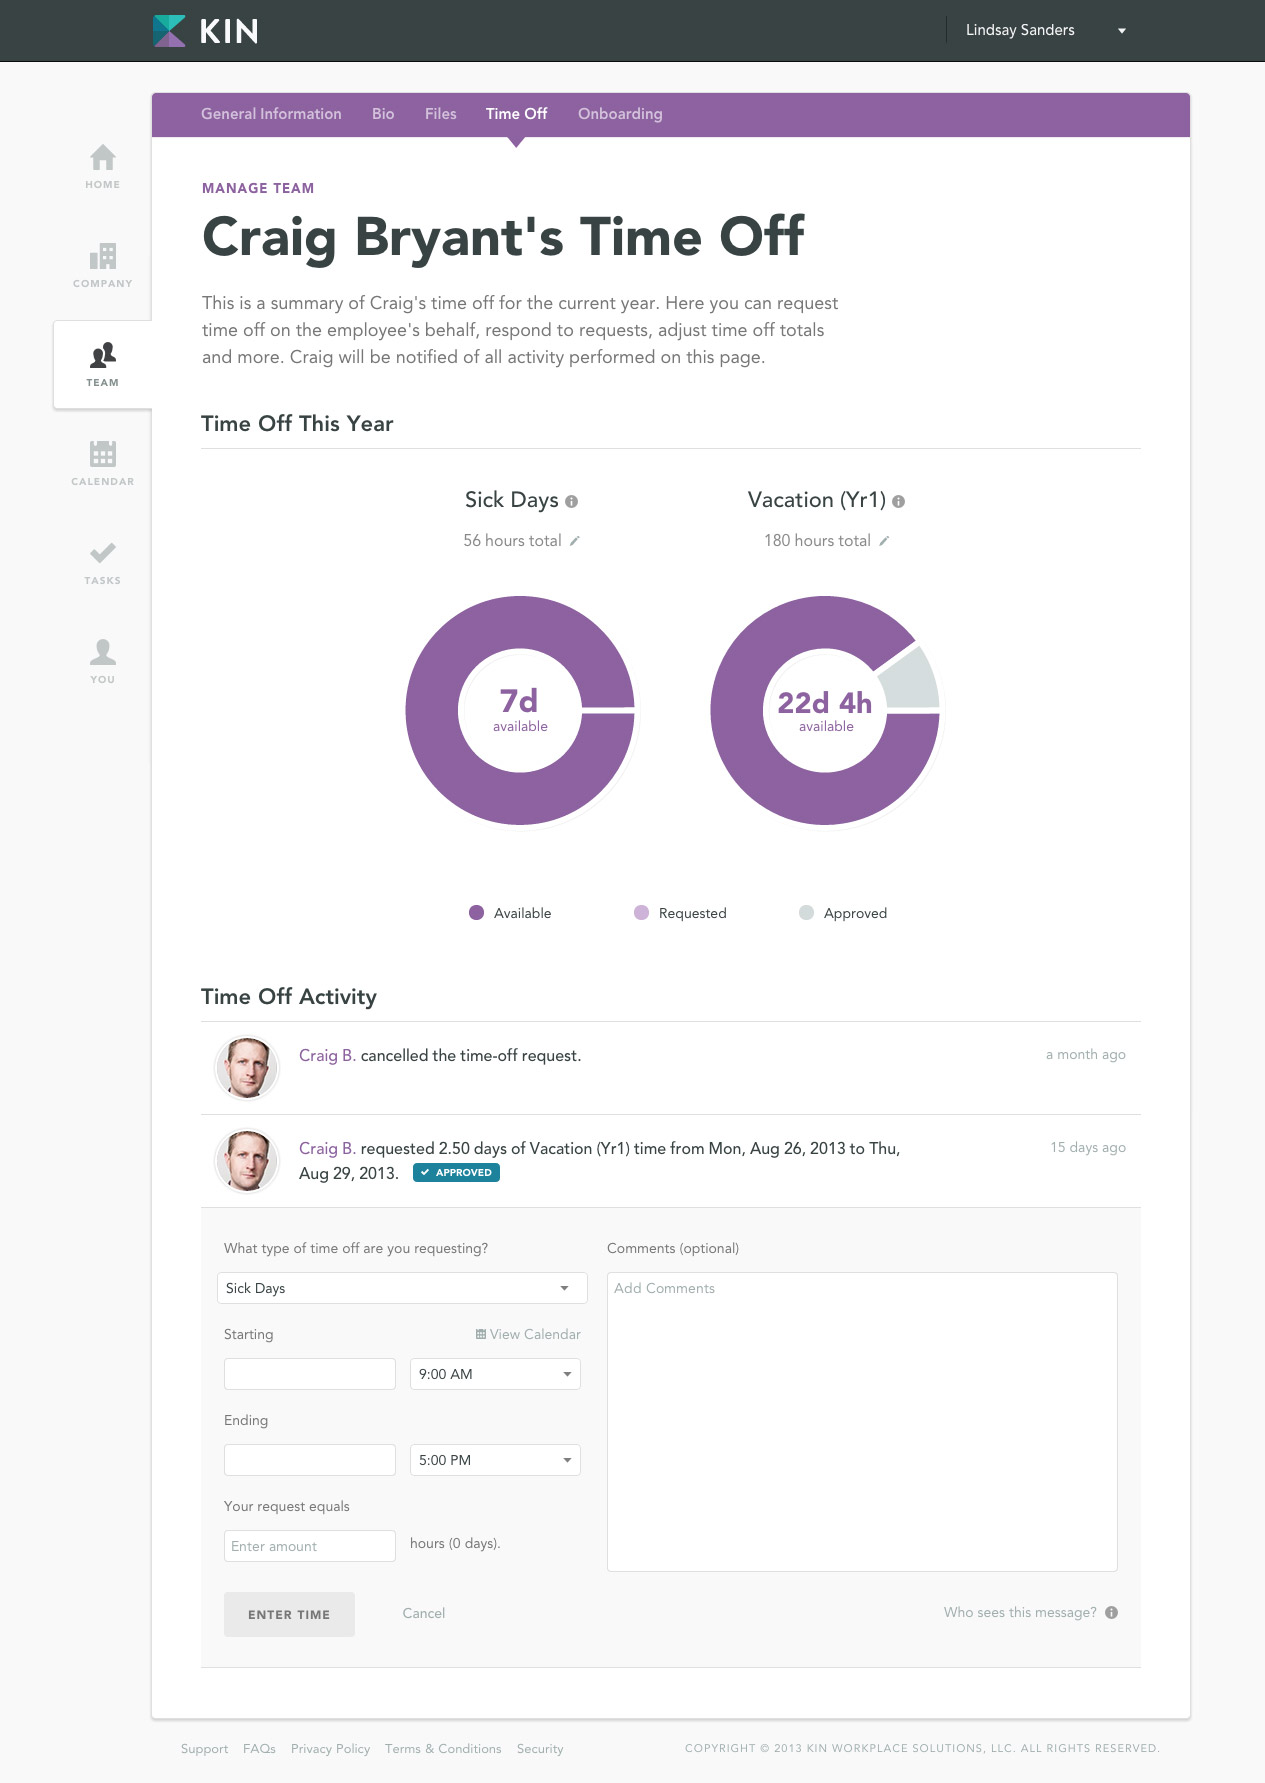 KIN
Lindsay Sanders
General Information Bio Files Time Off Onboarding
HOME
COMPANY
TEAM
CALENDAR
TASKS
YOU
MANAGE TEAM
Craig Bryant's Time Off
This is a summary of Craig's time off for the current year. Here you can request
time off on the employee's behalf, respond to requests, adjust time off totals
and more. Craig will be notified of all activity performed on this page.
Time Off This Year
Sick Days
56 hours total
7d
available
Vacation (Yr1)
180 hours total
22d 4h
available
Available Requested Approved
Time Off Activity
Craig B. cancelled the time-off request.
a month ago
Craig B. requested 2.50 days of Vacation (Yr1) time from Mon, Aug 26, 2013 to Thu,
Aug 29, 2013. APPROVED
15 days ago
What type of time off are you requesting?
Sick Days
Starting View Calendar
9:00 AM
Ending
5:00 PM
Your request equals
Enter amount hours (0 days).
Comments (optional)
Add Comments
ENTER TIME Cancel
Who sees this message?
Support FAQs Privacy Policy Terms & Conditions Security
COPYRIGHT © 2013 KIN WORKPLACE SOLUTIONS, LLC. ALL RIGHTS RESERVED.